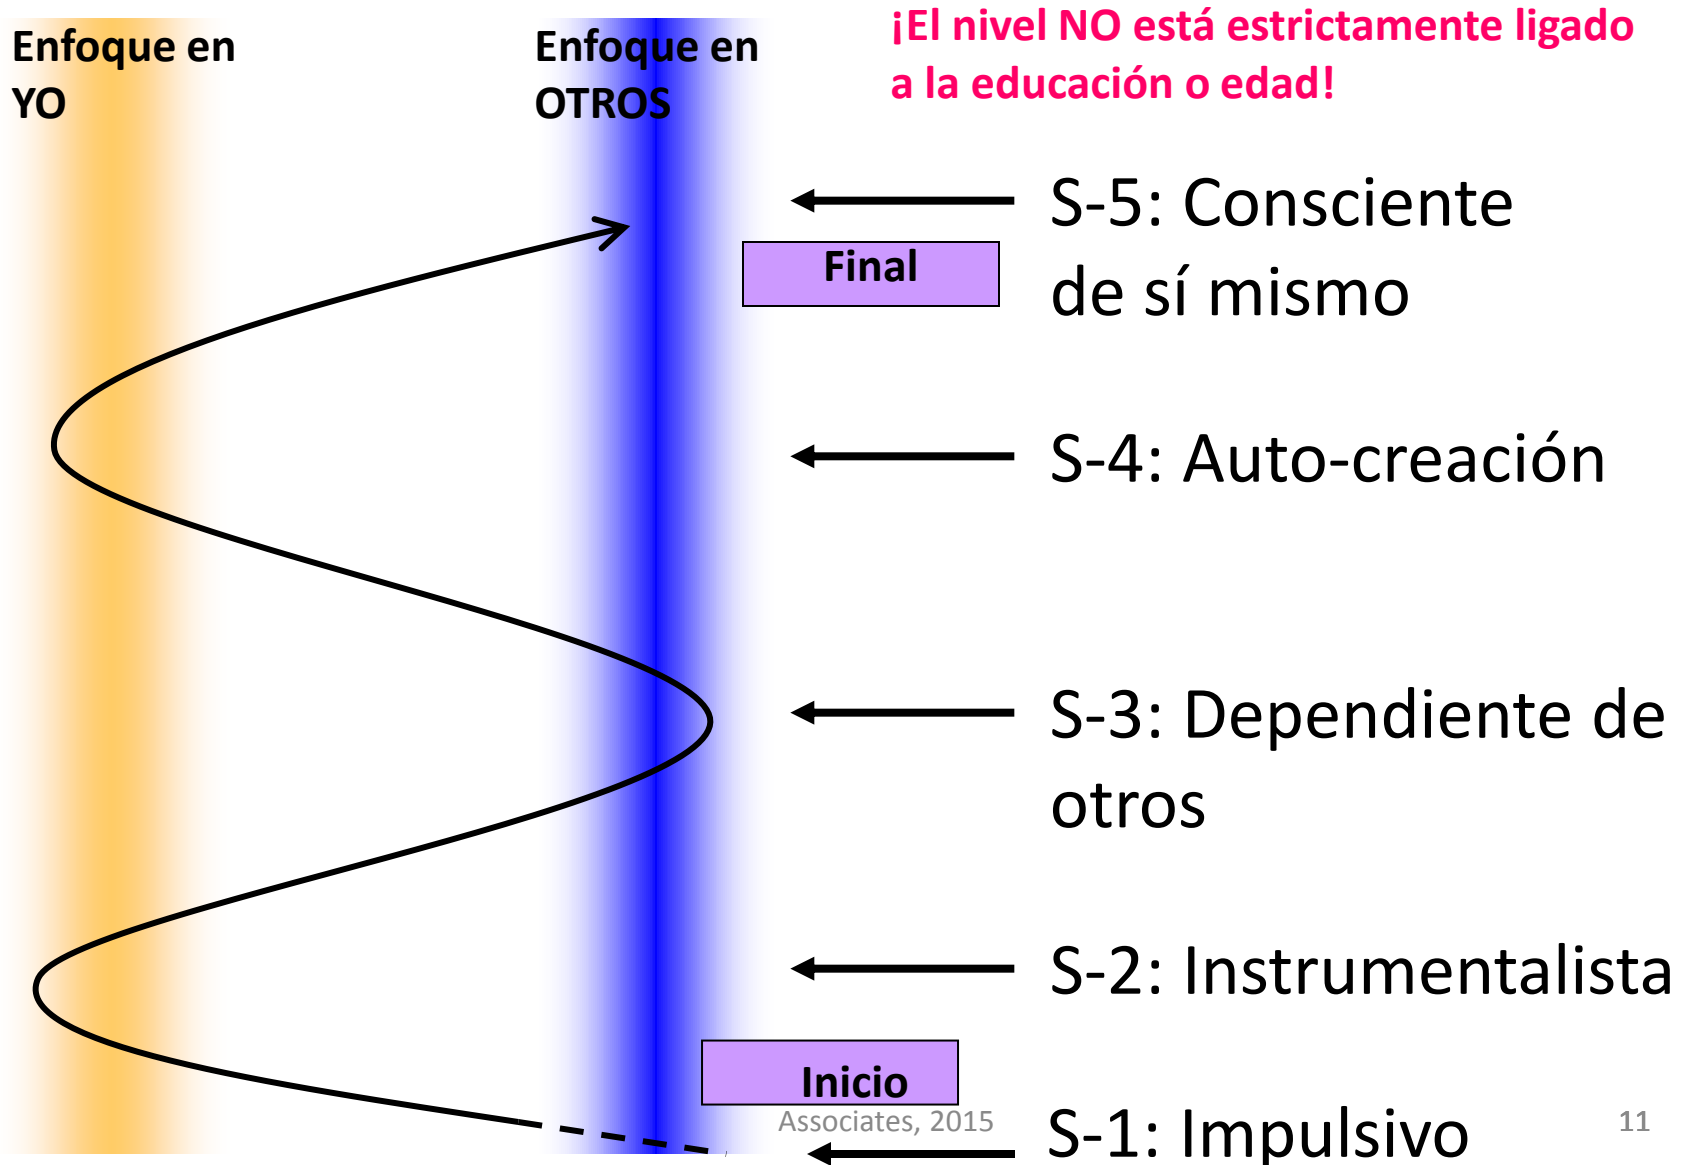 Enfoque en
YO
Enfoque en
OTROS
¡El nivel NO está estrictamente ligado
a la educación o edad!
S-5: Consciente
de sí mismo
Final
S-4: Auto-creación
S-3: Dependiente de
otros
S-2: Instrumentalista
Inicio
Associates, 2015
S-1: Impulsivo
11